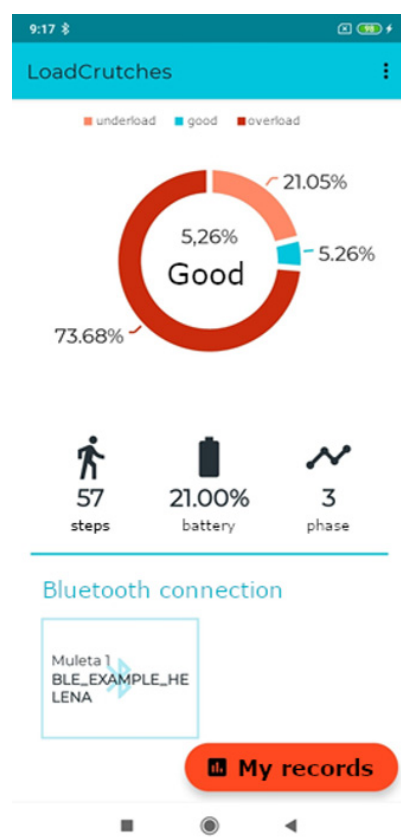 9:17 98
LoadCrutches
underload good overload
21.05%
5,26%
Good
5.26%
73.68%
57 21.00% 3
steps battery phase
Bluetooth connection
Muleta 1
BLE_EXAMPLE_HE
LENA
My records